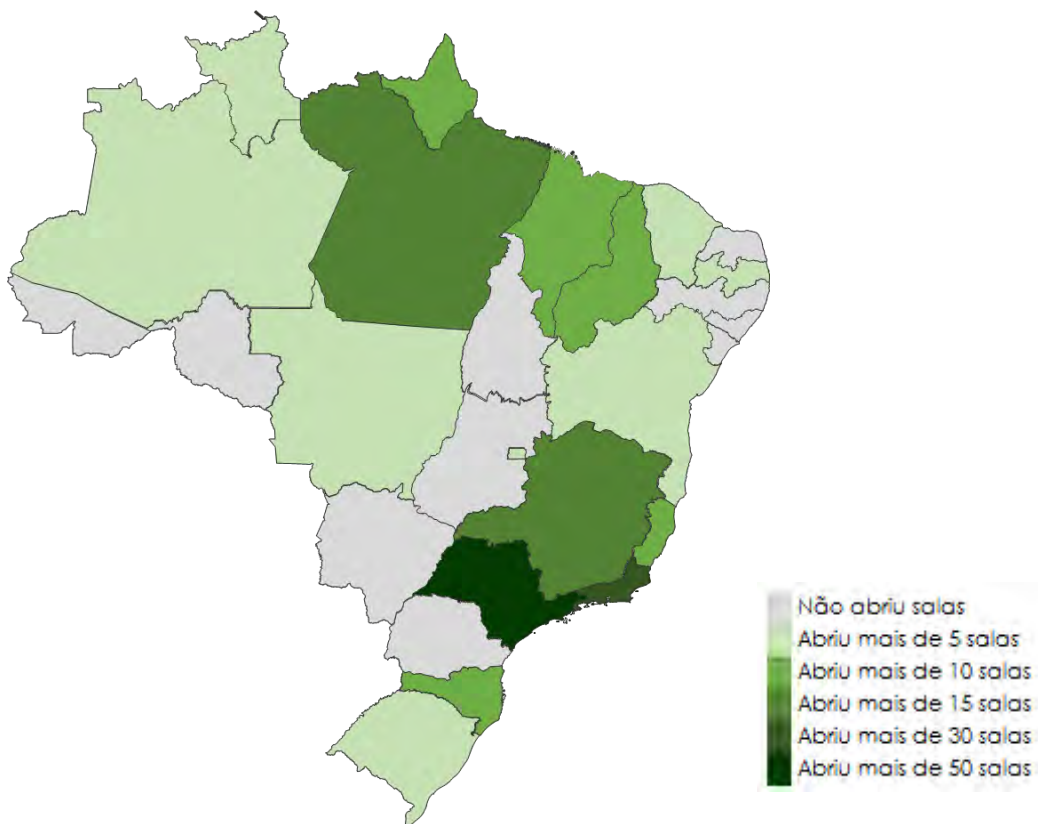 Não abriu salas
Abriu mais de 5 salas
Abriu mais de 10 salas
Abriu mais de 15 salas
Abriu mais de 30 salas
Abriu mais de 50 salas